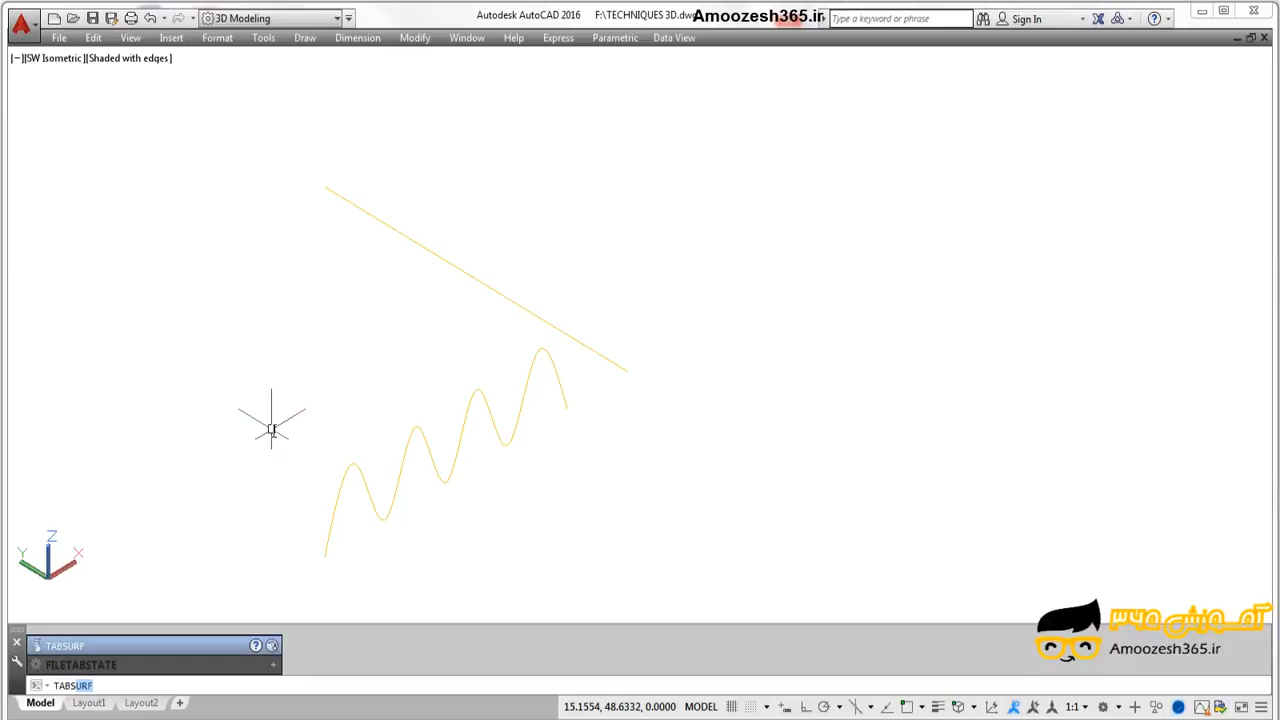 3D Modeling
Autodesk AutoCAD 2016 F:\TECHNIQUES 3D.dw
Amoozesh365.ir
Type a keyword or phrase
Sign In
File Edit View Insert Format Tools Draw Dimension Modify Window Help Express Parametric Data View
[−][SW Isometric][Shaded with edges]
Z
Y
X
TABSURF
FILETABSTATE
TABSURF
آموزش ۳۶۵
Amoozesh365.ir
Model Layout1 Layout2 +
15.1554, 48.6332, 0.0000 MODEL 1:1